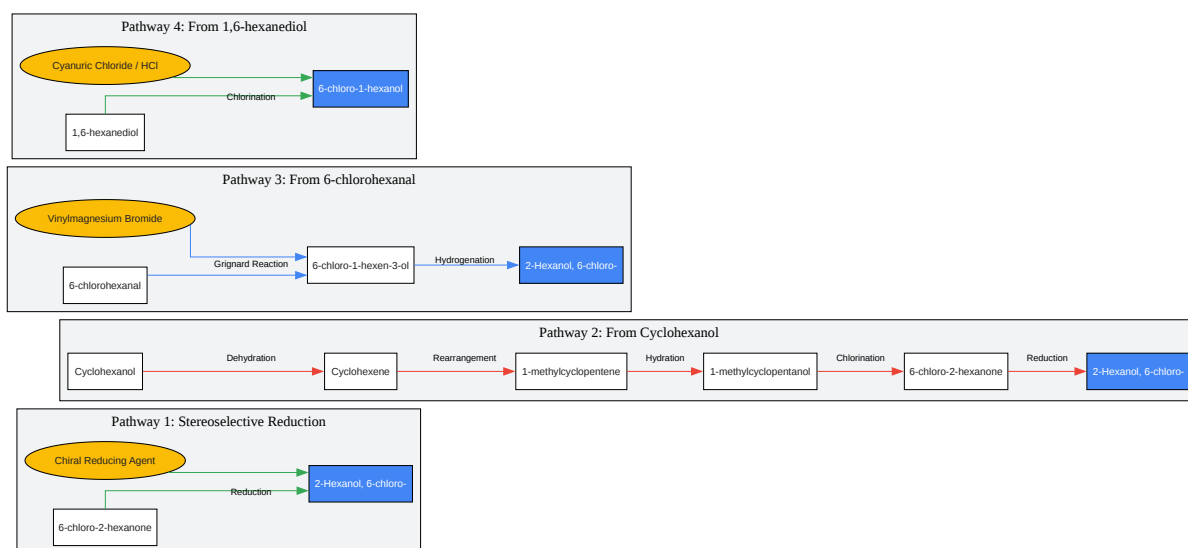 Pathway 4: From 1,6-hexanediol
Cyanuric Chloride / HCl
6-chloro-1-hexanol
Chlorination
1,6-hexanediol
Pathway 3: From 6-chlorohexanal
Vinylmagnesium Bromide
Grignard Reaction
6-chloro-1-hexen-3-ol
Hydrogenation
2-Hexanol, 6-chloro-
6-chlorohexanal
Pathway 2: From Cyclohexanol
Cyclohexanol
Dehydration
Cyclohexene
Rearrangement
1-methylcyclopentene
Hydration
1-methylcyclopentanol
Chlorination
6-chloro-2-hexanone
Reduction
2-Hexanol, 6-chloro-
Pathway 1: Stereoselective Reduction
Chiral Reducing Agent
2-Hexanol, 6-chloro-
Reduction
6-chloro-2-hexanone